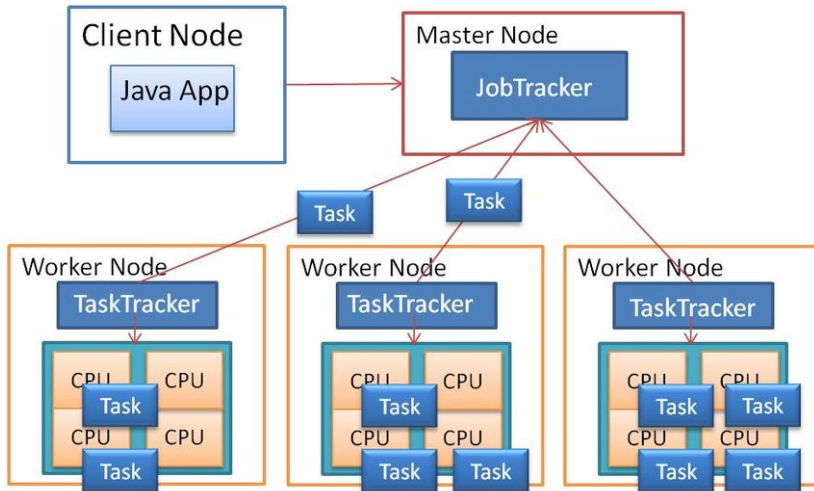 Client Node
Java App
Master Node
JobTracker
Task
Task
Worker Node
TaskTracker
CPU
CPU
Task
CPU
CPU
Task
Worker Node
TaskTracker
CPU
CPU
Task
CPU
CPU
Task
Task
Worker Node
TaskTracker
CPU
CPU
Task
Task
CPU
CPU
Task
Task